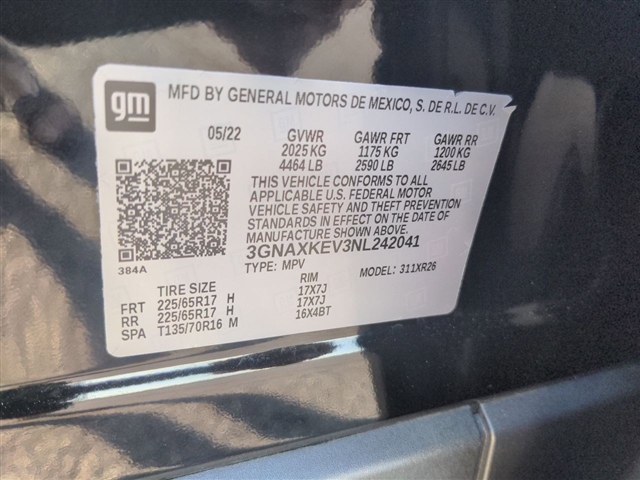 gm
MFD BY GENERAL MOTORS DE MEXICO, S. DE R.L. DE C.V.
05/22 GVWR GAWR FRT GAWR RR
2025 KG 1175 KG 1200 KG
4464 LB 2590 LB 2645 LB
THIS VEHICLE CONFORMS TO ALL
APPLICABLE U.S. FEDERAL MOTOR
VEHICLE SAFETY AND THEFT PREVENTION
STANDARDS IN EFFECT ON THE DATE OF
MANUFACTURE SHOWN ABOVE.
3GNAXKEV3NL242041
384A
TYPE: MPV MODEL: 311XR26
TIRE SIZE RIM
FRT 225/65R17 H 17X7J
RR 225/65R17 H 17X7J
SPA T135/70R16 M 16X4BT